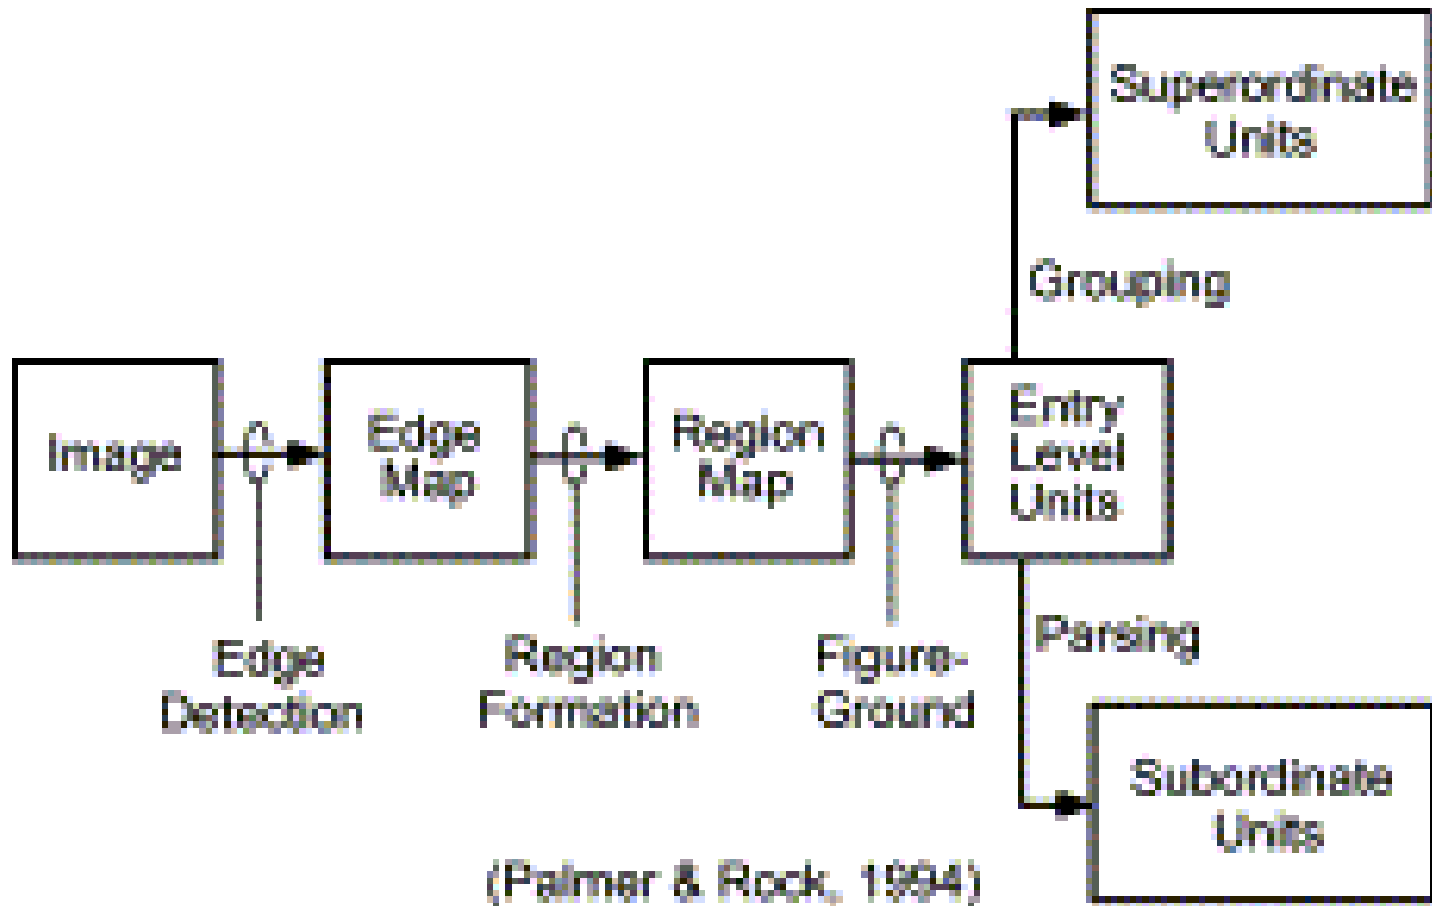 Superordinate
Units
Grouping
Image
Edge
Map
Region
Map
Entry
Level
Units
Edge
Detection
Region
Formation
Figure-
Ground
Parsing
Subordinate
Units
(Palmer & Rock, 1994)